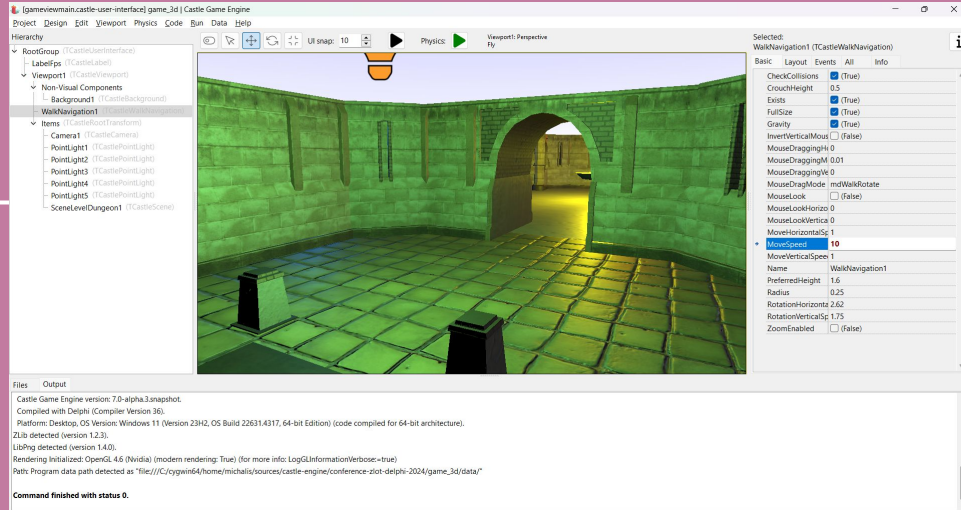 [gameviewmain.castle-user-interface] game_3d | Castle Game Engine
Project Design Edit Viewport Physics Code Run Data Help
Hierarchy
RootGroup (TCastleUserInterface)
LabelFps (TCastleLabel)
Viewport1 (TCastleViewport)
Non-Visual Components
Background1 (TCastleBackground)
WalkNavigation1 (TCastleWalkNavigation)
Items (TCastleRootTransform)
Camera1 (TCastleCamera)
PointLight1 (TCastlePointLight)
PointLight2 (TCastlePointLight)
PointLight3 (TCastlePointLight)
PointLight4 (TCastlePointLight)
PointLight5 (TCastlePointLight)
SceneLevelDungeon1 (TCastleScene)
UI snap: 10
Physics:
Viewport1: Perspective
Fly
Selected:
WalkNavigation1 (TCastleWalkNavigation)
Basic Layout Events All Info
CheckCollisions (True)
CrouchHeight 0.5
Exists (True)
FullSize (True)
Gravity (True)
InvertVerticalMous (False)
MouseDraggingHo 0
MouseDraggingM 0.01
MouseDraggingVe 0
MouseDragMode mdWalkRotate
MouseLook (False)
MouseLookHorizo 0
MouseLookVertica 0
MoveHorizontalSp 1
MoveSpeed 10
MoveVerticalSpeed 1
Name WalkNavigation1
PreferredHeight 1.6
Radius 0.25
RotationHorizonta 2.62
RotationVerticalSp 1.75
ZoomEnabled (False)
Files Output
Castle Game Engine version: 7.0-alpha.3.snapshot.
Compiled with Delphi (Compiler Version 36).
Platform: Desktop, OS Version: Windows 11 (Version 23H2, OS Build 22631.4317, 64-bit Edition) (code compiled for 64-bit architecture).
ZLib detected (version 1.2.3).
LibPng detected (version 1.4.0).
Rendering Initialized: OpenGL 4.6 (Nvidia) (modern rendering: True) (for more info: LogGLInformationVerbose:=true)
Path: Program data path detected as "file:///C:/cygwin64/home/michalis/sources/castle-engine/conference-zlot-delphi-2024/game_3d/data/"
Command finished with status 0.